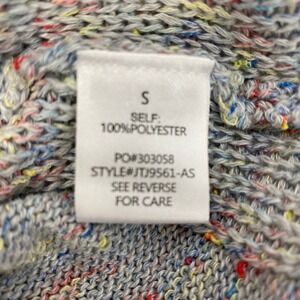 S
SELF:
100%POLYESTER
PO#303058
STYLE#JTJ9561-AS
SEE REVERSE
FOR CARE